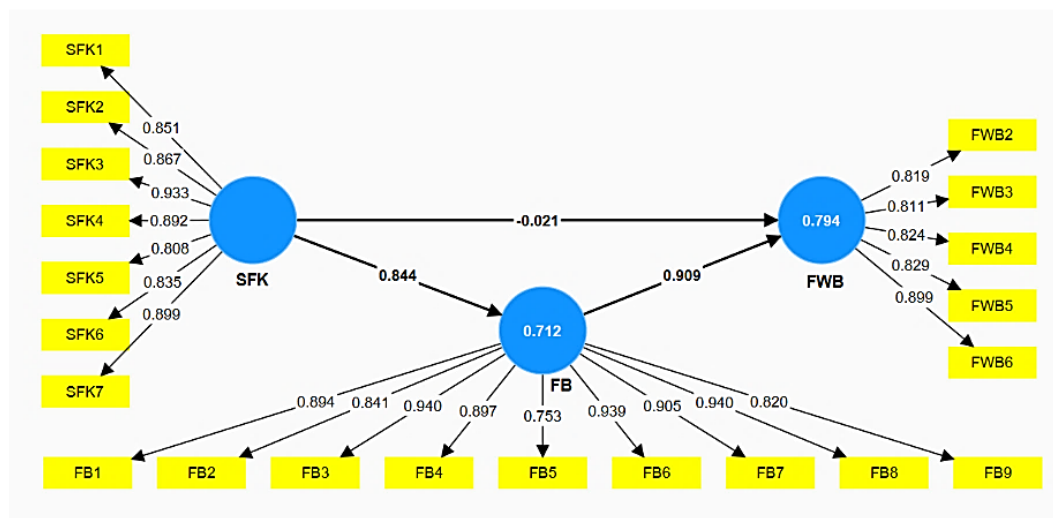 SFK1
SFK2
SFK3
SFK4
SFK5
SFK6
SFK7
0.851
0.867
0.933
0.892
0.808
0.835
0.899
SFK
-0.021
0.844
0.909
0.712
FB
0.794
FWB
0.819
0.811
0.824
0.829
0.899
FWB2
FWB3
FWB4
FWB5
FWB6
0.894
0.841
0.940
0.897
0.753
0.939
0.905
0.940
0.820
FB1
FB2
FB3
FB4
FB5
FB6
FB7
FB8
FB9